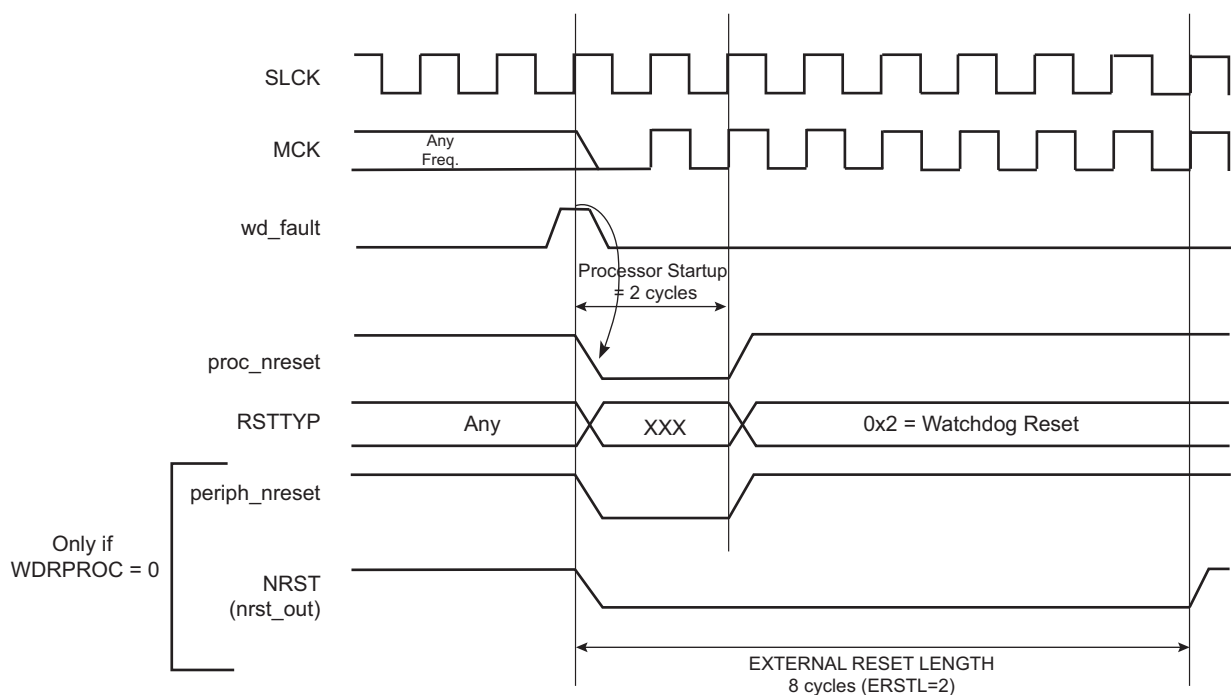 SLCK
MCK
Any
Freq.
wd_fault
Processor Startup
= 2 cycles
proc_nreset
RSTTYP
Any
XXX
0x2 = Watchdog Reset
periph_nreset
Only if
WDRPROC = 0
NRST
(nrst_out)
EXTERNAL RESET LENGTH
8 cycles (ERSTL=2)